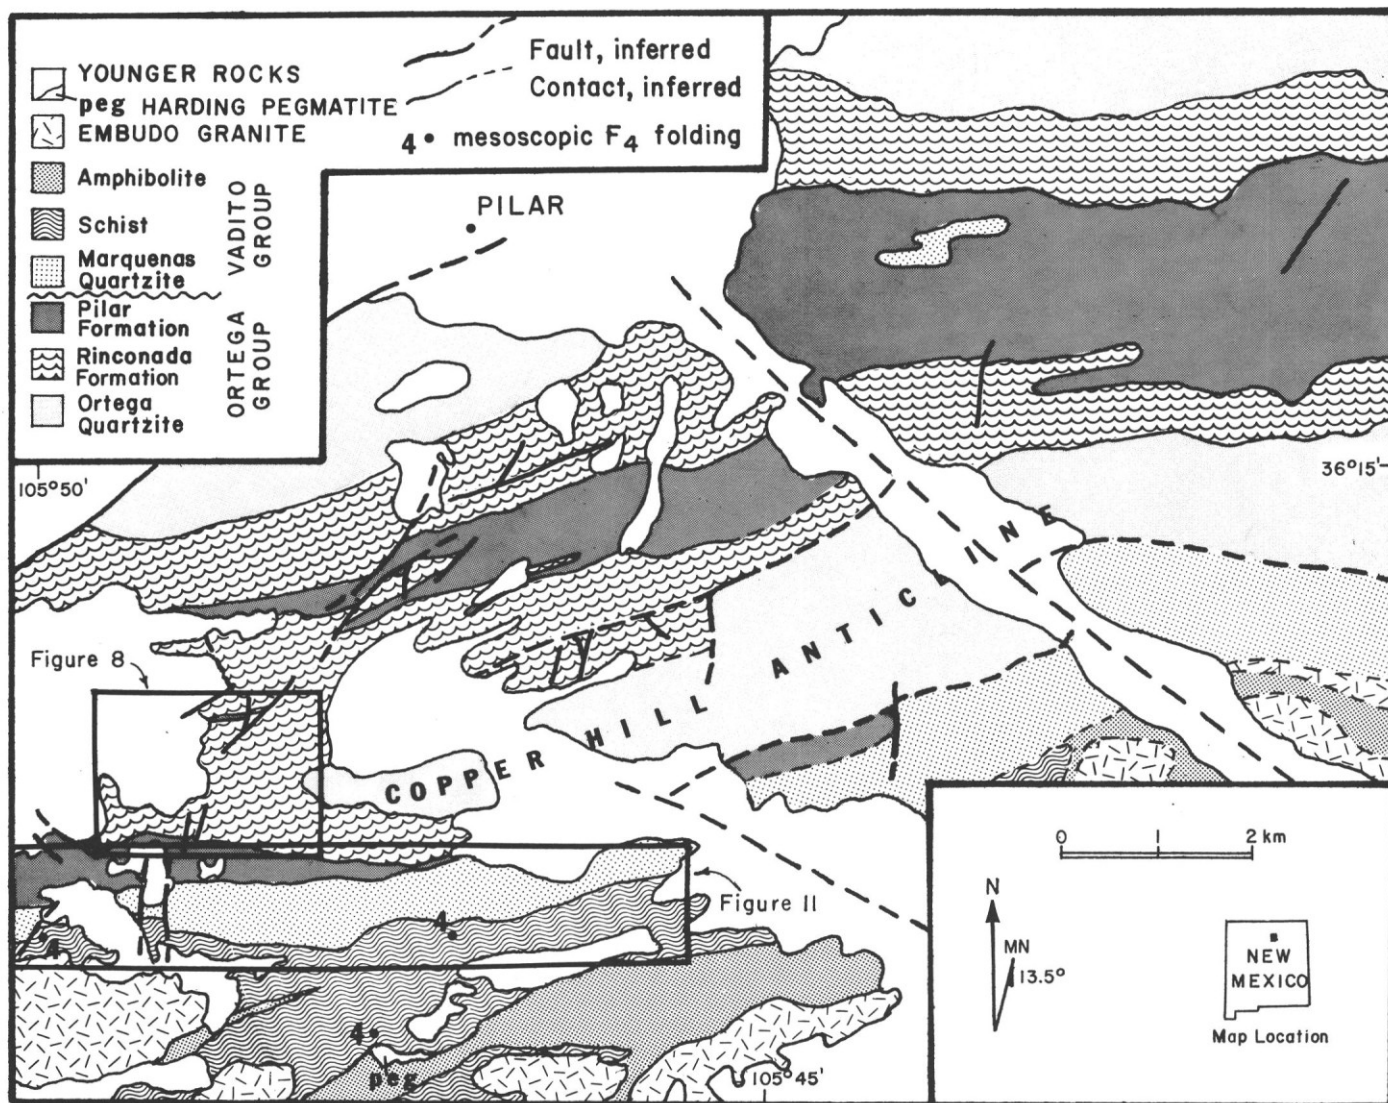 YOUNGER ROCKS
peg HARDING PEGMATITE
EMBUDO GRANITE
Amphibolite
Schist
Marquenas
Quartzite
VADITO
GROUP
Pilar
Formation
Rinconada
Formation
Ortega
Quartzite
ORTEGA
GROUP
Fault, inferred
Contact, inferred
4 • mesoscopic F4 folding
PILAR
105°50'
36°15'
COPPER HILL ANTICLINE
Figure 8
Figure 11
4
4
4
peg
105°45'
0 1 2 km
N
MN
13.5°
NEW
MEXICO
Map Location